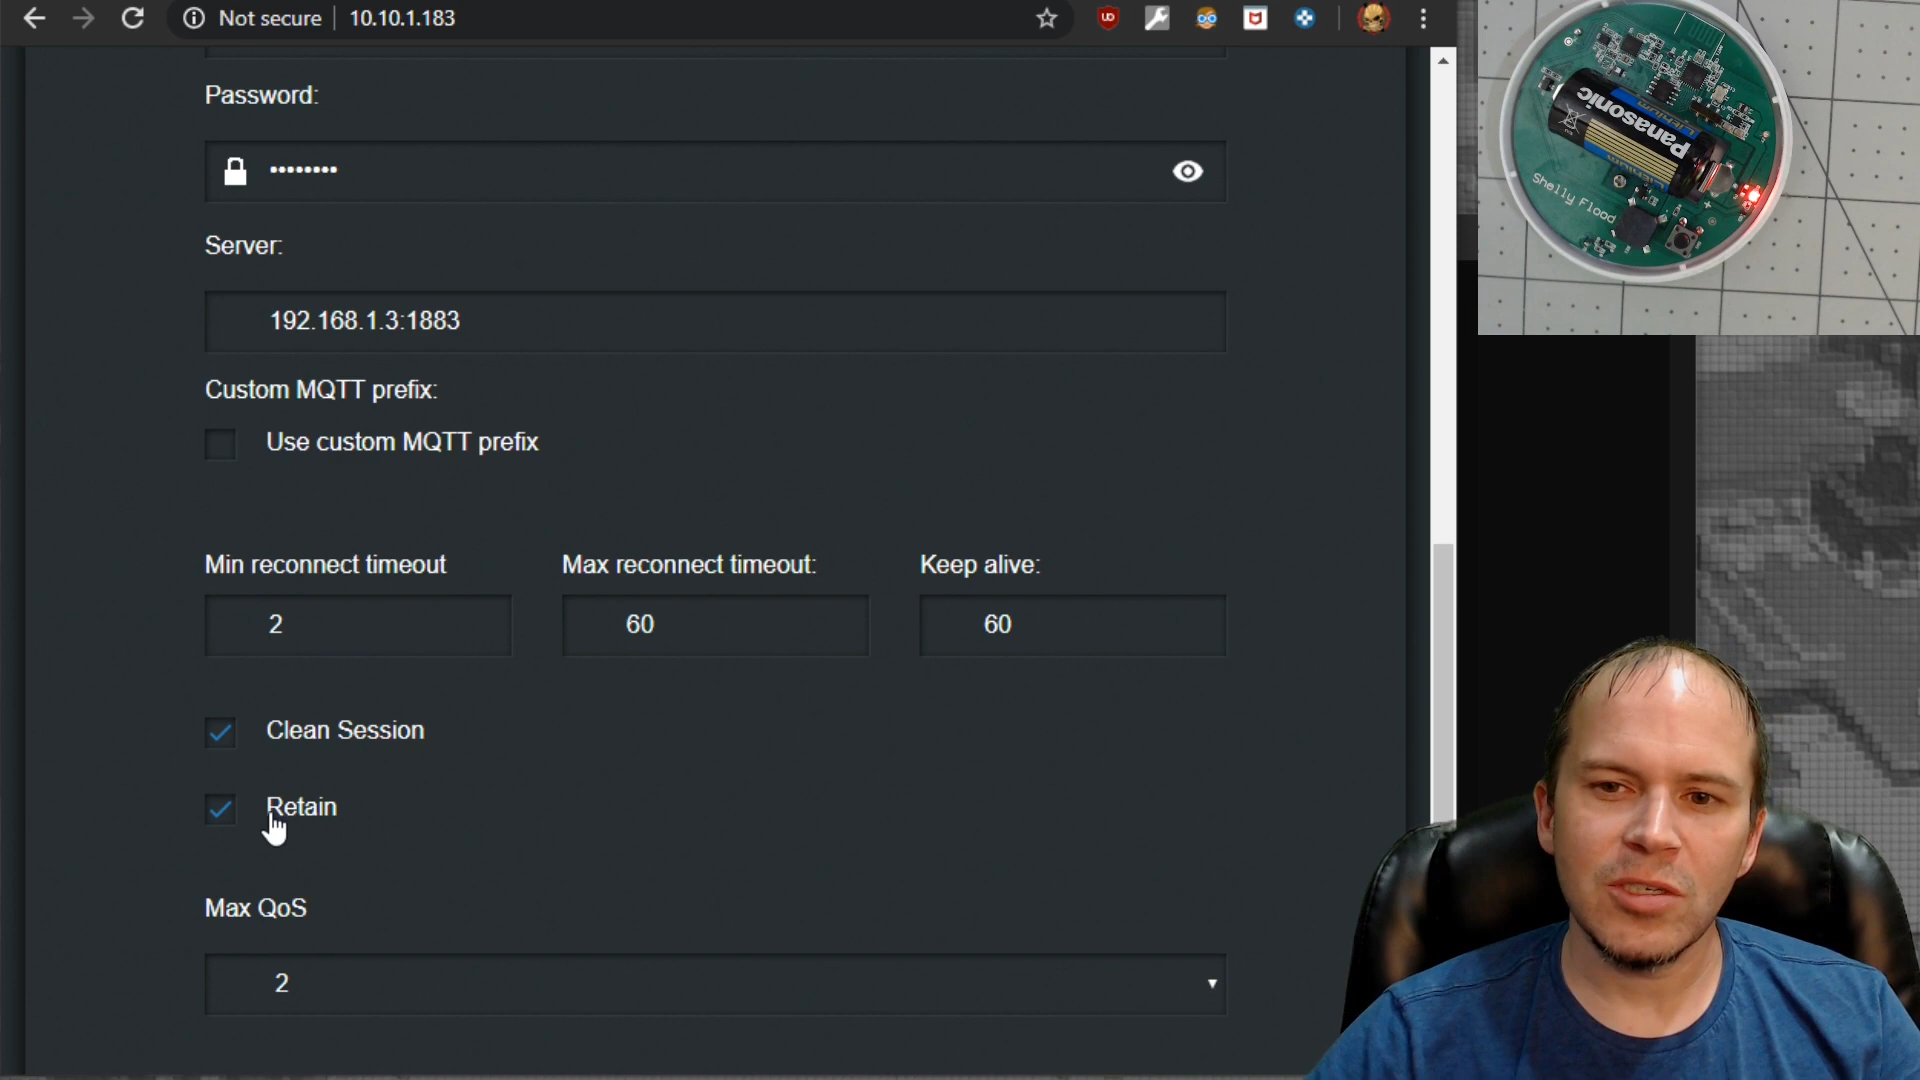 Not secure
10.10.1.183
Password:
••••••••
Server:
192.168.1.3:1883
Custom MQTT prefix:
Use custom MQTT prefix
Min reconnect timeout
Max reconnect timeout:
Keep alive:
2
60
60
Clean Session
Retain
Max QoS
2
Panasonic
LITHIUM
Shelly Flood